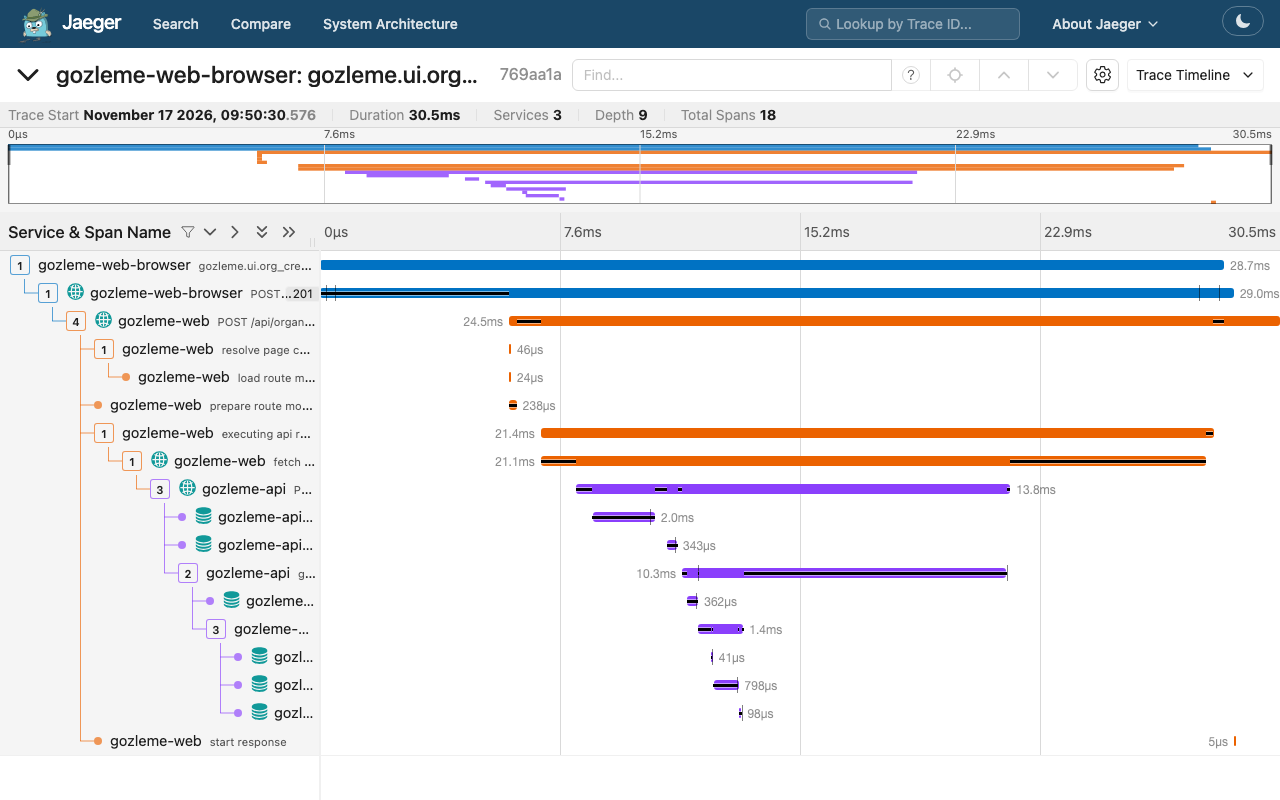 Jaeger Search Compare System Architecture Lookup by Trace ID... About Jaeger
gozleme-web-browser: gozleme.ui.org... 769aa1a Find... ? Trace Timeline
Trace Start November 17 2026, 09:50:30.576 Duration 30.5ms Services 3 Depth 9 Total Spans 18
0μs 7.6ms 15.2ms 22.9ms 30.5ms
Service & Span Name 0μs 7.6ms 15.2ms 22.9ms 30.5ms
1 gozleme-web-browser gozleme.ui.org_cre... 28.7ms
1 gozleme-web-browser POST... 201 29.0ms
4 gozleme-web POST /api/organ... 24.5ms
1 gozleme-web resolve page c... 46μs
gozleme-web load route m... 24μs
gozleme-web prepare route mo... 238μs
1 gozleme-web executing api r... 21.4ms
1 gozleme-web fetch ... 21.1ms
3 gozleme-api P... 13.8ms
gozleme-api... 2.0ms
gozleme-api... 343μs
2 gozleme-api g... 10.3ms
gozleme... 362μs
3 gozleme-... 1.4ms
gozl... 41μs
gozl... 798μs
gozl... 98μs
gozleme-web start response 5μs